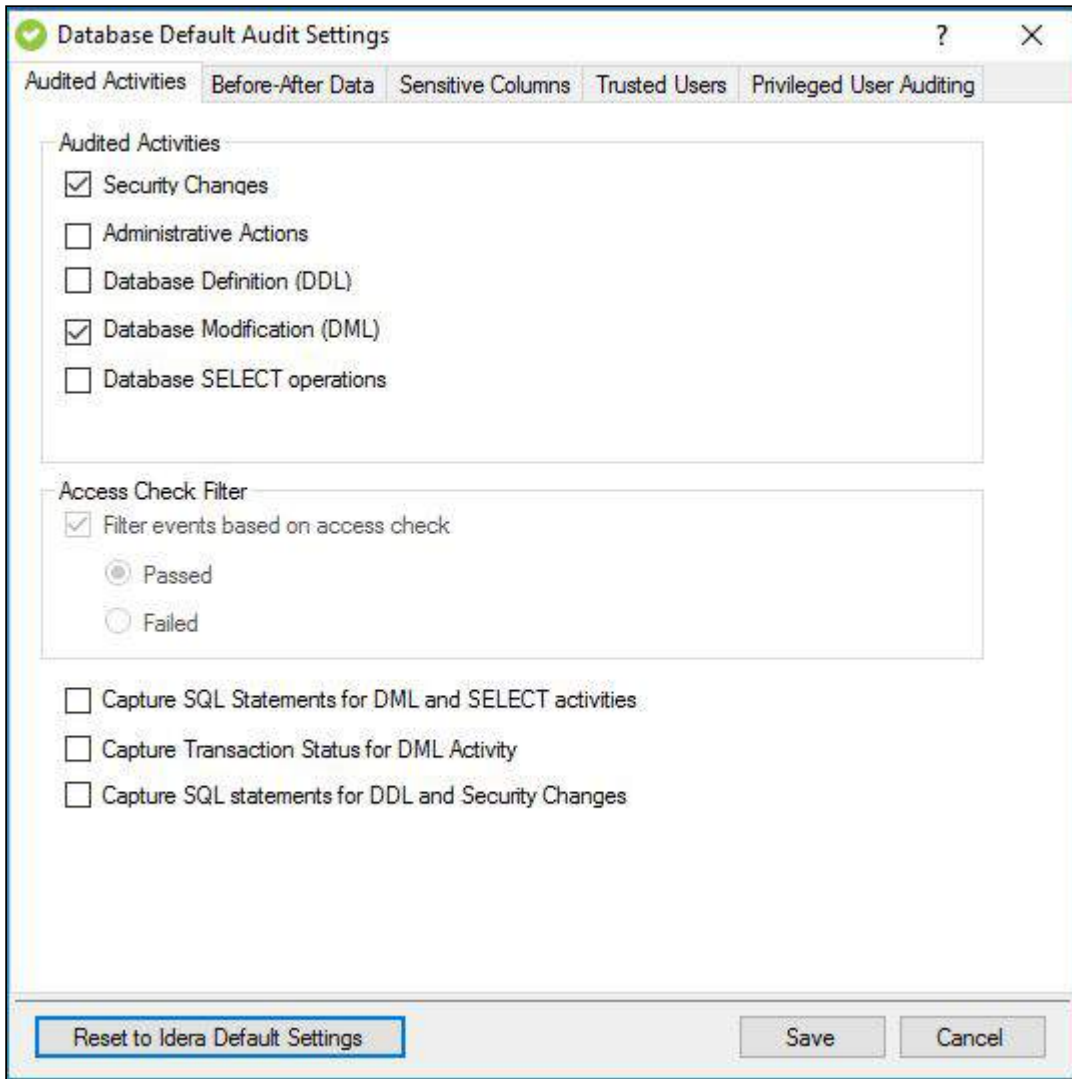 Database Default Audit Settings ?
Audited Activities Before-After Data Sensitive Columns Trusted Users Privileged User Auditing
Audited Activities
Security Changes
Administrative Actions
Database Definition (DDL)
Database Modification (DML)
Database SELECT operations
Access Check Filter
Filter events based on access check
Passed
Failed
Capture SQL Statements for DML and SELECT activities
Capture Transaction Status for DML Activity
Capture SQL statements for DDL and Security Changes
Reset to Idera Default Settings Save Cancel